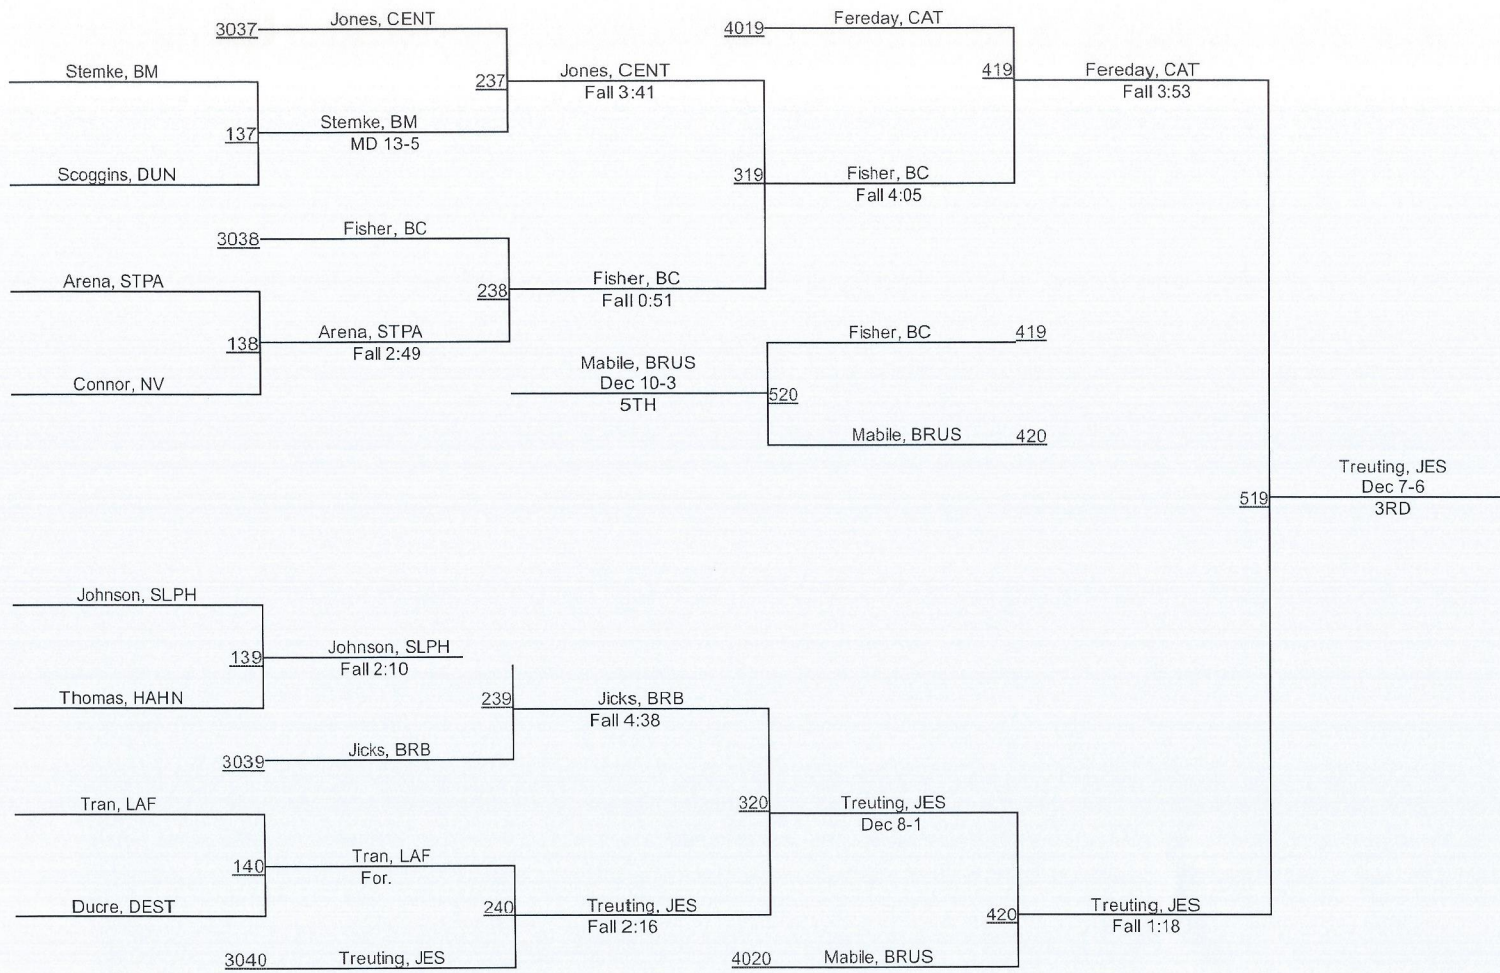 Jones, CENT
3037
Fereday, CAT
4019
Stemke, BM
237
Jones, CENT
Fall 3:41
419
Fereday, CAT
Fall 3:53
137
Stemke, BM
MD 13-5
Scoggins, DUN
319
Fisher, BC
Fall 4:05
3038
Fisher, BC
Arena, STPA
238
Fisher, BC
Fall 0:51
138
Arena, STPA
Fall 2:49
Fisher, BC
419
Connor, NV
Mabile, BRUS
Dec 10-3
5TH
520
Mabile, BRUS
420
519
Treuting, JES
Dec 7-6
3RD
Johnson, SLPH
139
Johnson, SLPH
Fall 2:10
Thomas, HAHN
239
Jicks, BRB
Fall 4:38
3039
Jicks, BRB
Tran, LAF
320
Treuting, JES
Dec 8-1
140
Tran, LAF
For.
Ducre, DEST
240
Treuting, JES
Fall 2:16
420
Treuting, JES
Fall 1:18
3040
Treuting, JES
4020
Mabile, BRUS